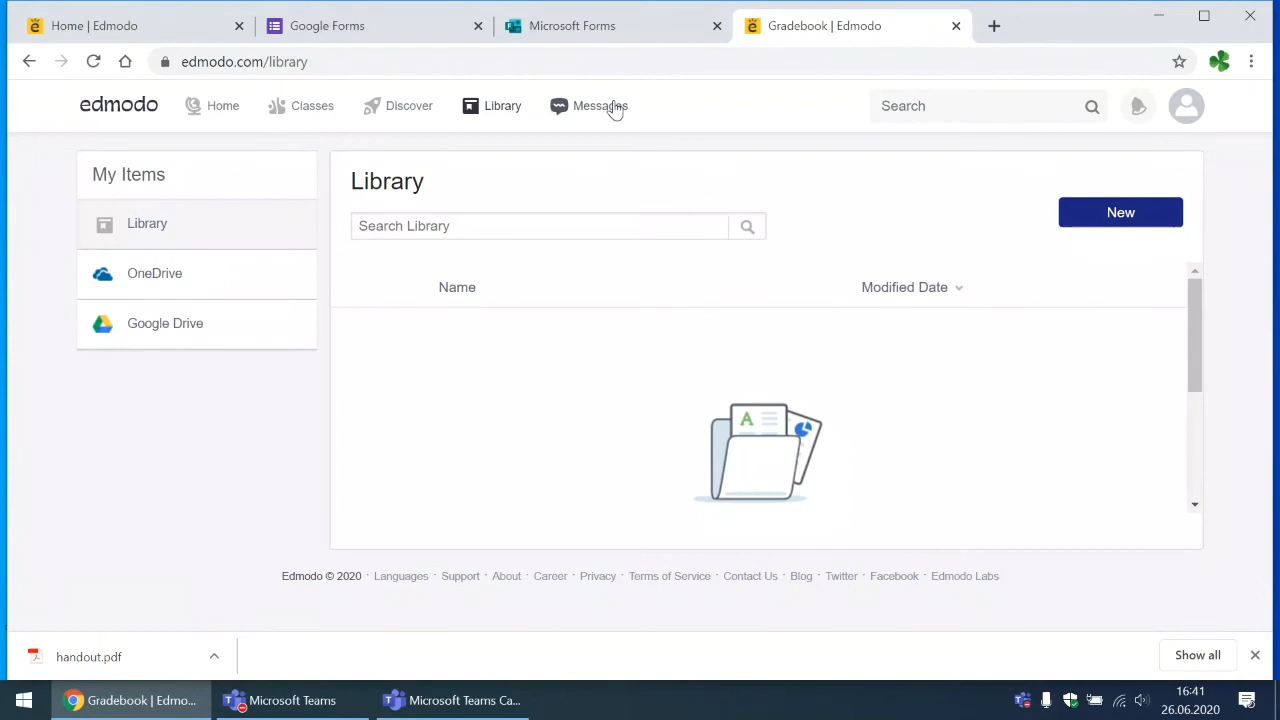 Home | Edmodo
Google Forms
Microsoft Forms
Gradebook | Edmodo
edmodo.com/library
edmodo
Home
Classes
Discover
Library
Messages
Search
My Items
Library
OneDrive
Google Drive
Library
Search Library
New
Name
Modified Date
A
Edmodo © 2020 · Languages · Support · About · Career · Privacy · Terms of Service · Contact Us · Blog · Twitter · Facebook · Edmodo Labs
handout.pdf
Show all
Gradebook | Edmo...
Microsoft Teams
Microsoft Teams Ca...
16:41
26.06.2020